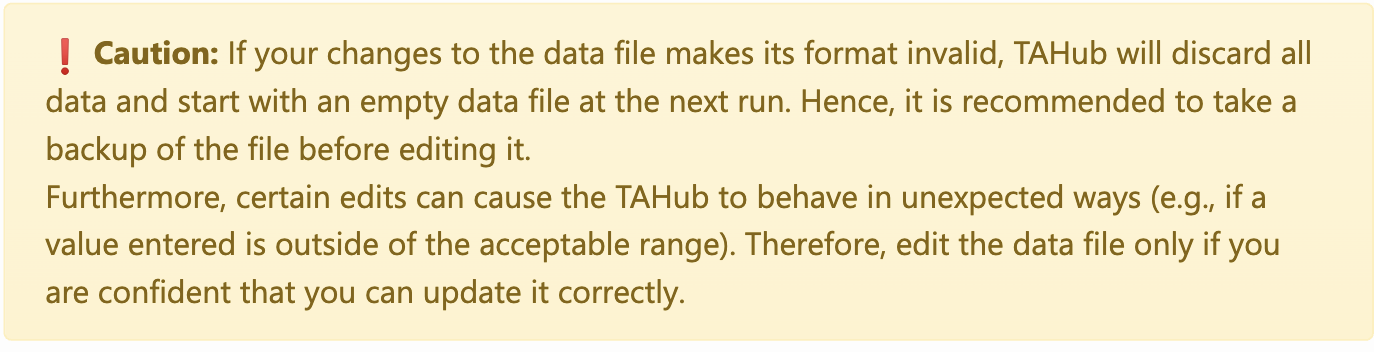 ❗ Caution: If your changes to the data file makes its format invalid, TAHub will discard all
data and start with an empty data file at the next run. Hence, it is recommended to take a
backup of the file before editing it.
Furthermore, certain edits can cause the TAHub to behave in unexpected ways (e.g., if a
value entered is outside of the acceptable range). Therefore, edit the data file only if you
are confident that you can update it correctly.